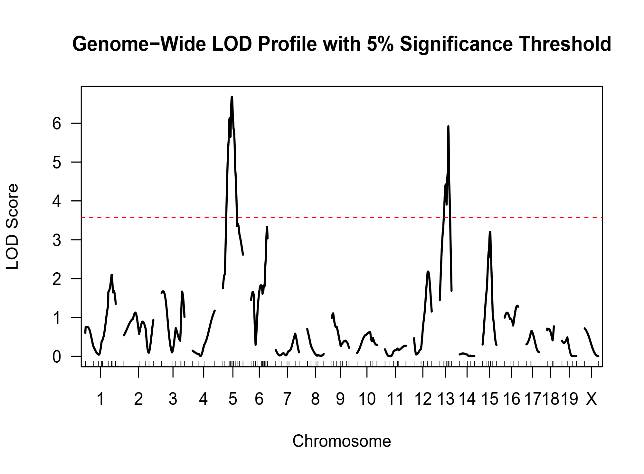 Genome−Wide LOD Profile with 5% Significance Threshold
6
5
4
3
2
1
0
LOD Score
1 2 3 4 5 6 7 8 9 10 11 12 13 14 15 16 17 18 19 X
Chromosome